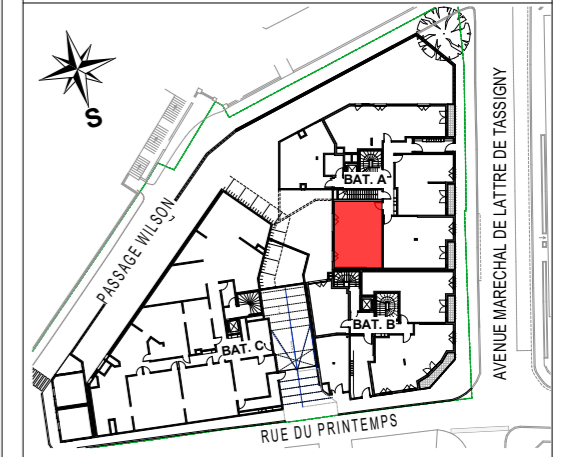 S
BAT. A
PASSAGE WILSON
AVENUE MARECHAL DE LATTRE DE TASSIGNY
BAT. B
BAT. C
RUE DU PRINTEMPS